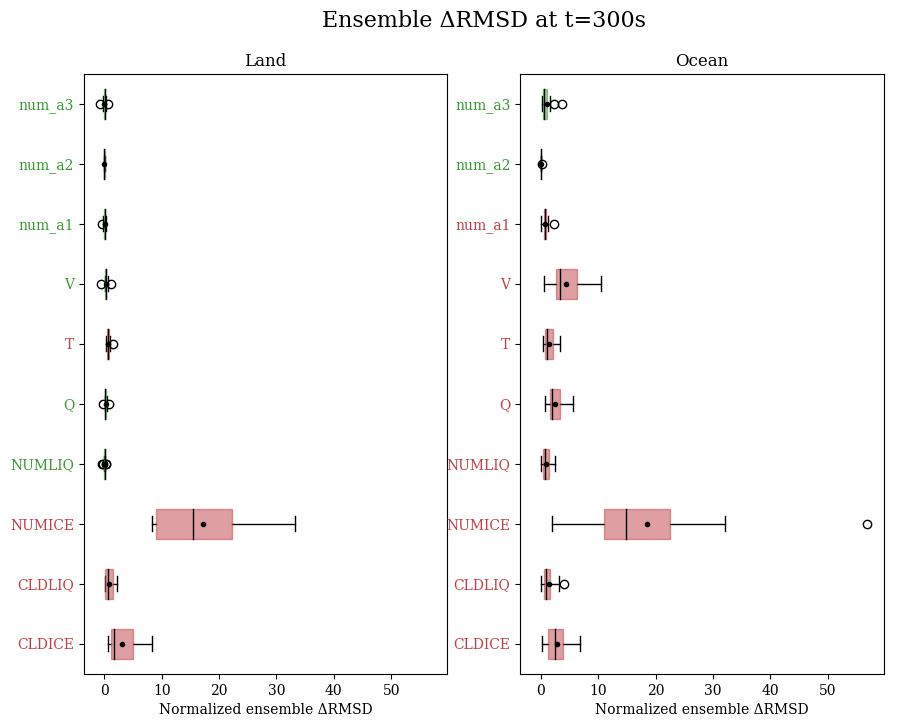 Ensemble ΔRMSD at t=300s
Land
num_a3
num_a2
num_a1
V
T
Q
NUMLIQ
NUMICE
CLDLIQ
CLDICE
0 10 20 30 40 50
Normalized ensemble ΔRMSD
Ocean
num_a3
num_a2
num_a1
V
T
Q
NUMLIQ
NUMICE
CLDLIQ
CLDICE
0 10 20 30 40 50
Normalized ensemble ΔRMSD